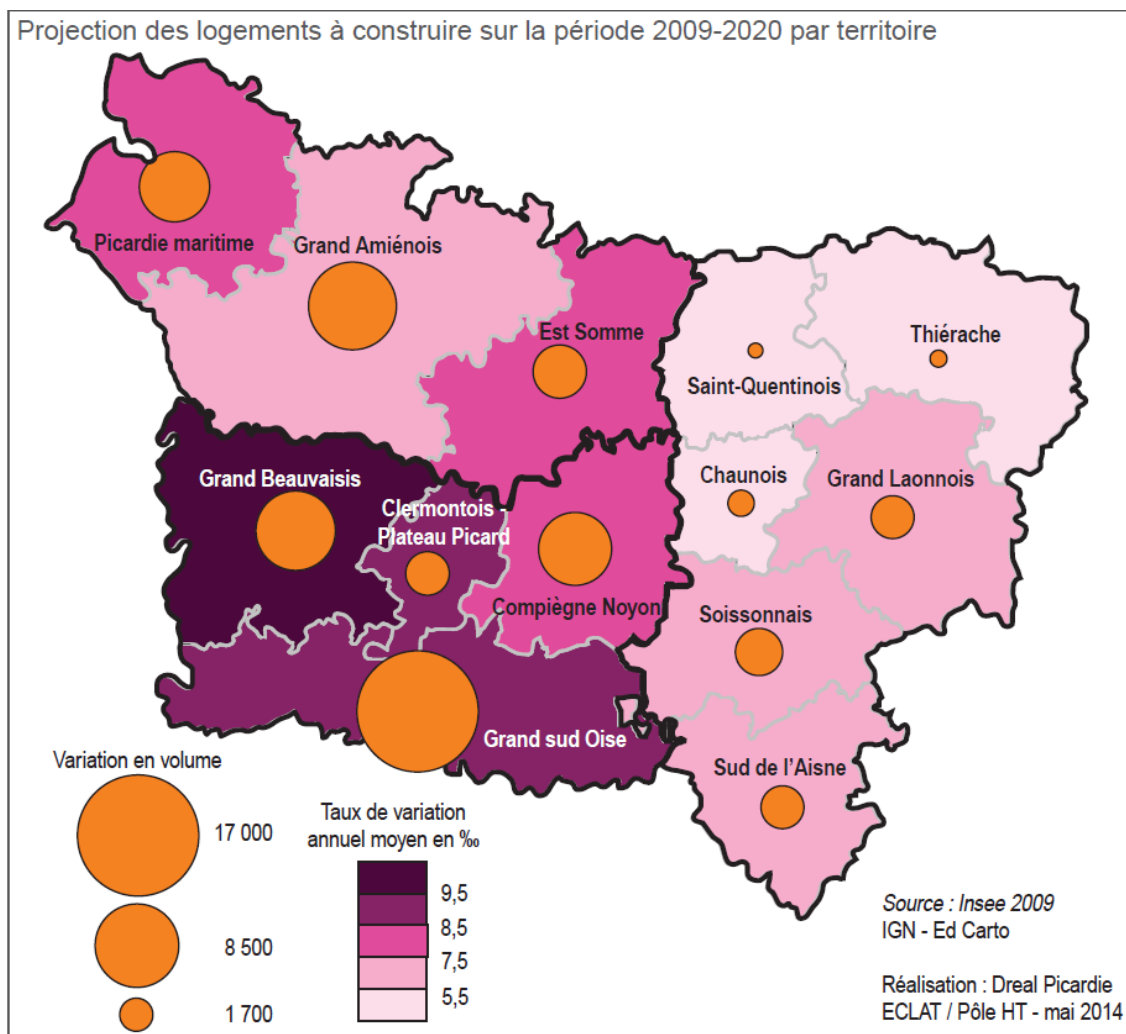 Projection des logements à construire sur la période 2009-2020 par territoire
Picardie maritime
Grand Amiénois
Est Somme
Thiérache
Saint-Quentinois
Grand Beauvaisis
Clermontois -
Plateau Picard
Chaunois
Grand Laonnois
Compiègne Noyon
Soissonnais
Grand sud Oise
Sud de l'Aisne
Variation en volume
17 000
8 500
1 700
Taux de variation
annuel moyen en ‰
9,5
8,5
7,5
5,5
Source : Insee 2009
IGN - Ed Carto
Réalisation : Dreal Picardie
ECLAT / Pôle HT - mai 2014